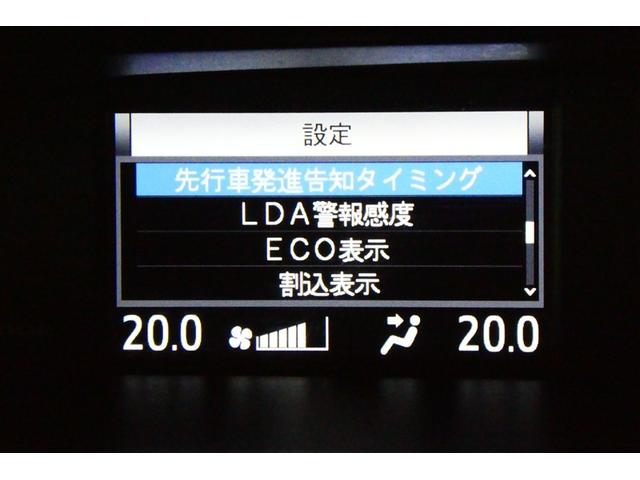 設定
先行車発進告知タイミング
LDA警報感度
ECO表示
割込表示
20.0 20.0